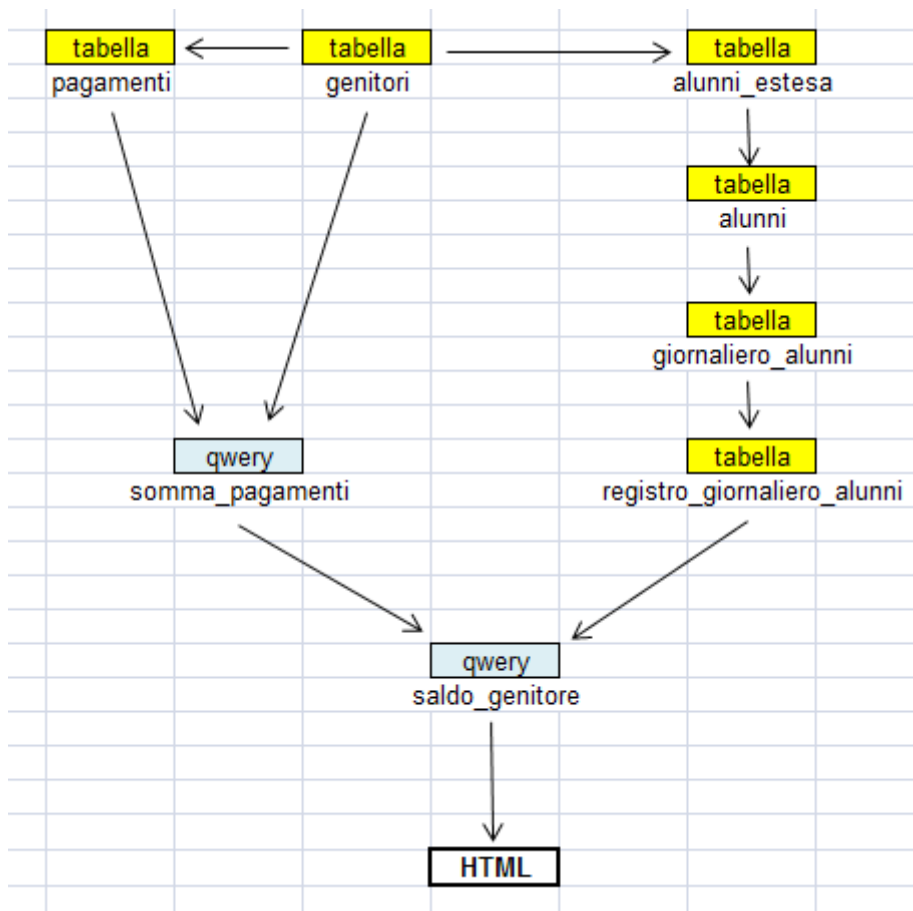 tabella
tabella
tabella
pagamenti
genitori
alunni_estesa
tabella
alunni
tabella
giornaliero_alunni
qwery
tabella
somma_pagamenti
registro_giornaliero_alunni
qwery
saldo_genitore
HTML